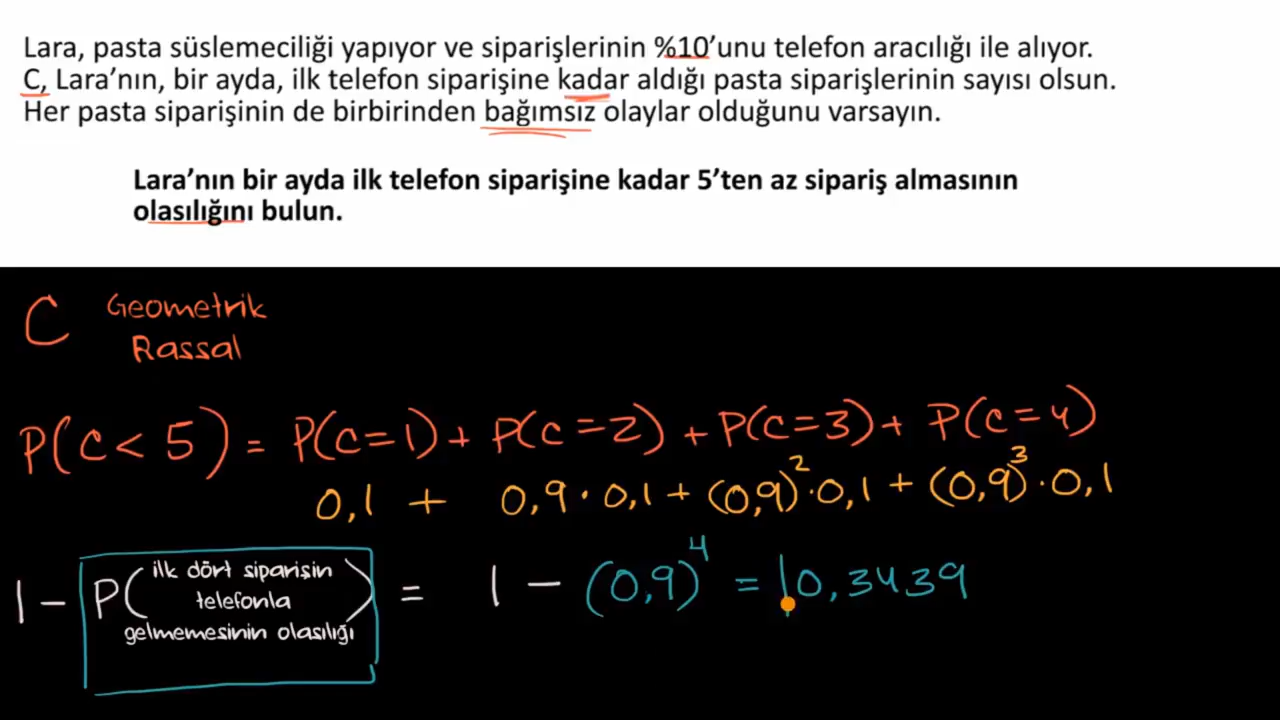 Lara, pasta süslemeciliği yapıyor ve siparişlerinin %10'unu telefon aracılığı ile alıyor.
C, Lara'nın, bir ayda, ilk telefon siparişine kadar aldığı pasta siparişlerinin sayısı olsun.
Her pasta siparişinin de birbirinden bağımsız olaylar olduğunu varsayın.
Lara'nın bir ayda ilk telefon siparişine kadar 5'ten az sipariş almasının
olasılığını bulun.
C Geometrik
Rassal
P(C < 5) = P(C=1) + P(C=2) + P(C=3) + P(C=4)
0,1 + 0,9 · 0,1 + (0,9)² · 0,1 + (0,9)³ · 0,1
ilk dört siparişin
1 - P( telefonla ) = 1 - (0,9)⁴ = 0,3439
gelmemesinin olasılığı